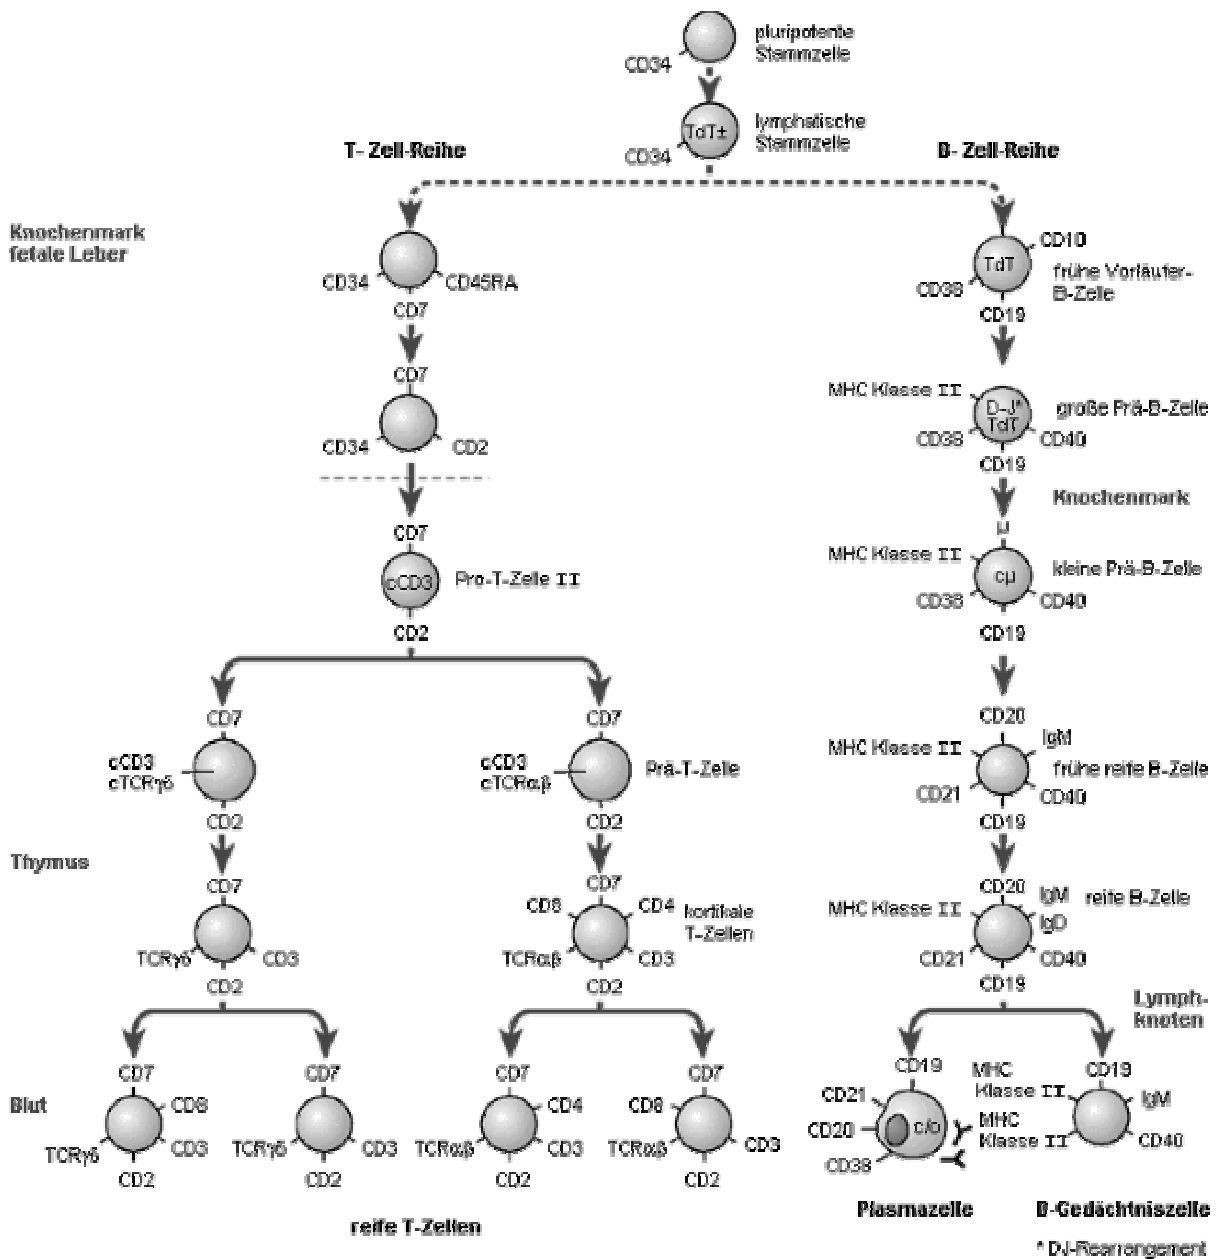 pluripotente
Stammzelle
CD34
TdT±
lymphatische
Stammzelle
CD34
T- Zell-Reihe
B- Zell-Reihe
Knochenmark
fetale Leber
CD34
CD45RA
CD7
CD10
TdT
CD38
frühe Vorläufer-
B-Zelle
CD19
CD7
CD34
CD2
MHC Klasse II
D-J*
TdT
große Prä-B-Zelle
CD38
CD40
CD19
Knochenmark
CD7
cCD3
Pro-T-Zelle II
CD2
µ
MHC Klasse II
cµ
kleine Prä-B-Zelle
CD38
CD40
CD19
CD7
cCD3
cTCRγδ
CD2
CD7
cCD3
cTCRαβ
Prä-T-Zelle
CD2
CD20
IgM
MHC Klasse II
frühe reife B-Zelle
CD21
CD40
CD19
Thymus
CD7
TCRγδ
CD3
CD2
CD7
CD8
CD4
kortikale
T-Zellen
TCRαβ
CD3
CD2
CD20
IgM
reife B-Zelle
MHC Klasse II
IgD
CD21
CD40
CD19
Lymph-
knoten
Blut
CD7
CD8
TCRγδ
CD3
CD2
CD7
TCRγδ
CD3
CD2
CD7
CD4
TCRαβ
CD3
CD2
CD7
CD8
TCRαβ
CD3
CD2
reife T-Zellen
CD19
CD21
CD20
CD38
MHC
Klasse II
MHC
Klasse II
CD19
IgM
CD40
Plasmazelle
B-Gedächtniszelle
* DJ-Rearrangement